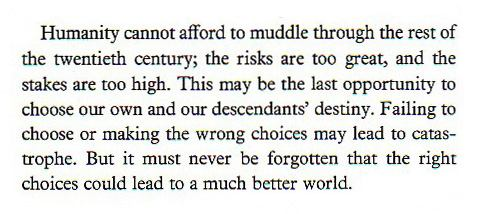 Humanity cannot afford to muddle through the rest of
the twentieth century; the risks are too great, and the
stakes are too high. This may be the last opportunity to
choose our own and our descendants' destiny. Failing to
choose or making the wrong choices may lead to catas-
trophe. But it must never be forgotten that the right
choices could lead to a much better world.